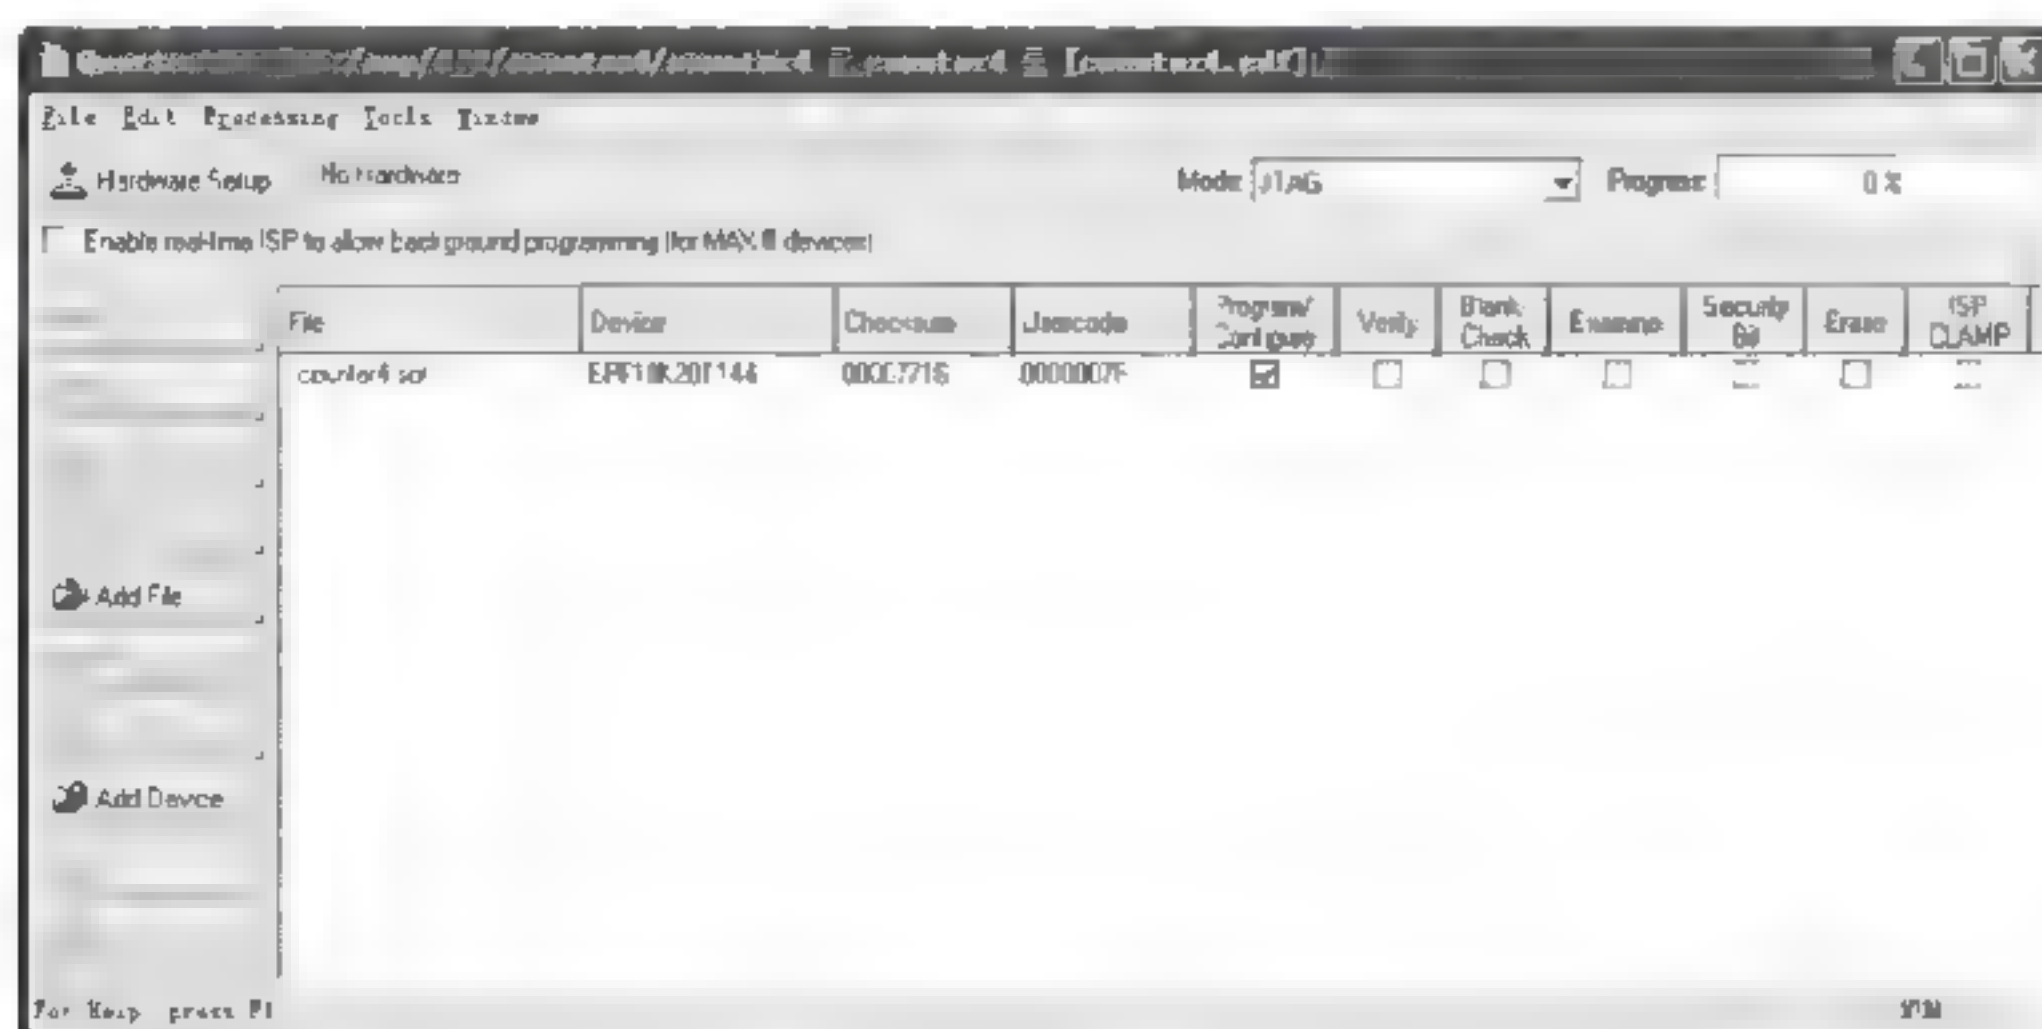 File Edit Processing Tools Window
Hardware Setup No Hardware Mode: JTAG Progress: 0 %
Enable real-time ISP to allow background programming (for MAX II devices)
File Device Checksum Usercode Program/ Configure Verify Blank- Check Examine Security Bit Erase ISP CLAMP
counter4.sof EPF10K20T144
Add File
Add Device
For Help, press F1 NUM